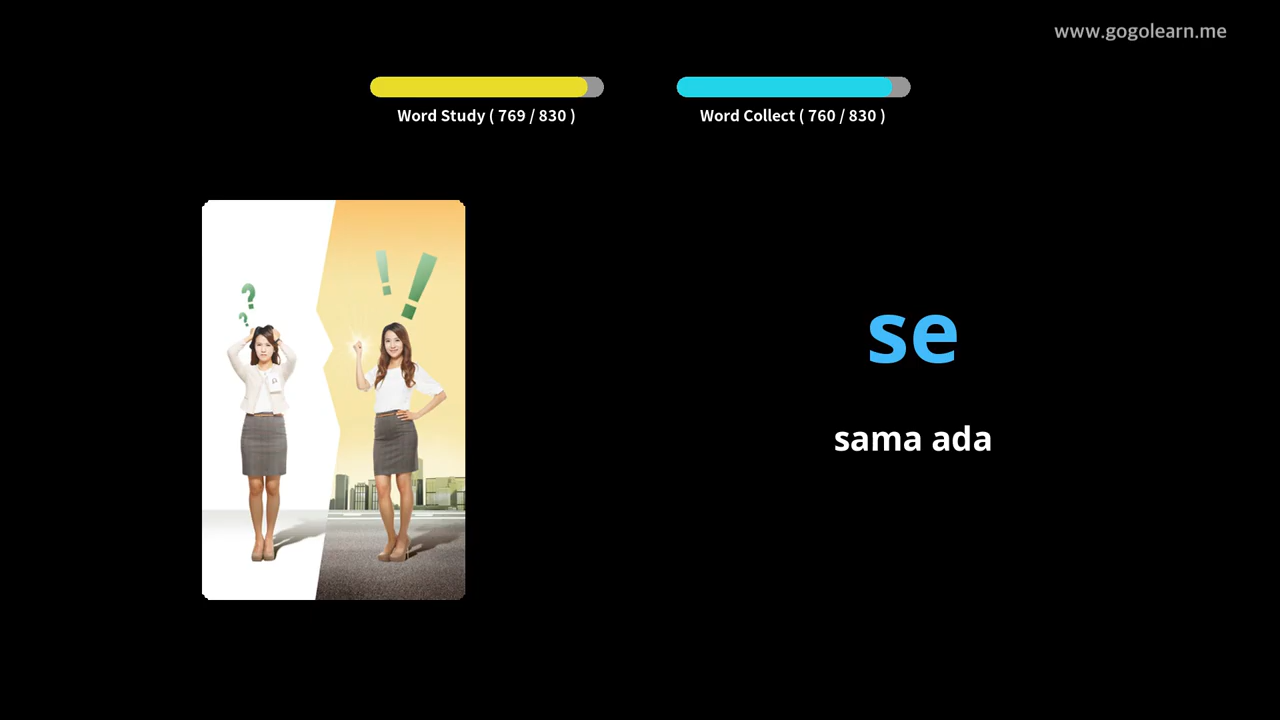 www.gogolearn.me
Word Study ( 769 / 830 )
Word Collect ( 760 / 830 )
? ?
! !
se
sama ada